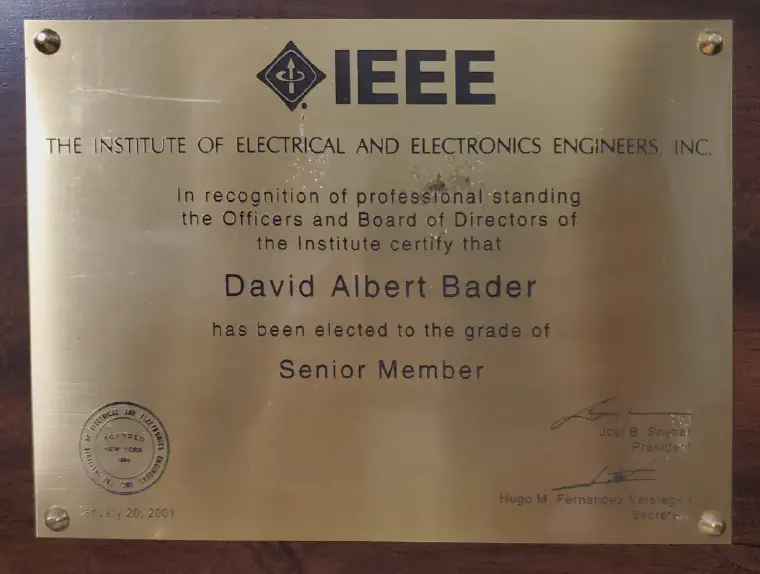 IEEE
THE INSTITUTE OF ELECTRICAL AND ELECTRONICS ENGINEERS, INC.
In recognition of professional standing
the Officers and Board of Directors of
the Institute certify that
David Albert Bader
has been elected to the grade of
Senior Member
Joel B. Snyder
President
THE INSTITUTE OF ELECTRICAL AND ELECTRONICS ENGINEERS, INC.
FOUNDED
NEW YORK
1884
Hugo M. Fernandez Verstegen
Secretary
January 20, 2001